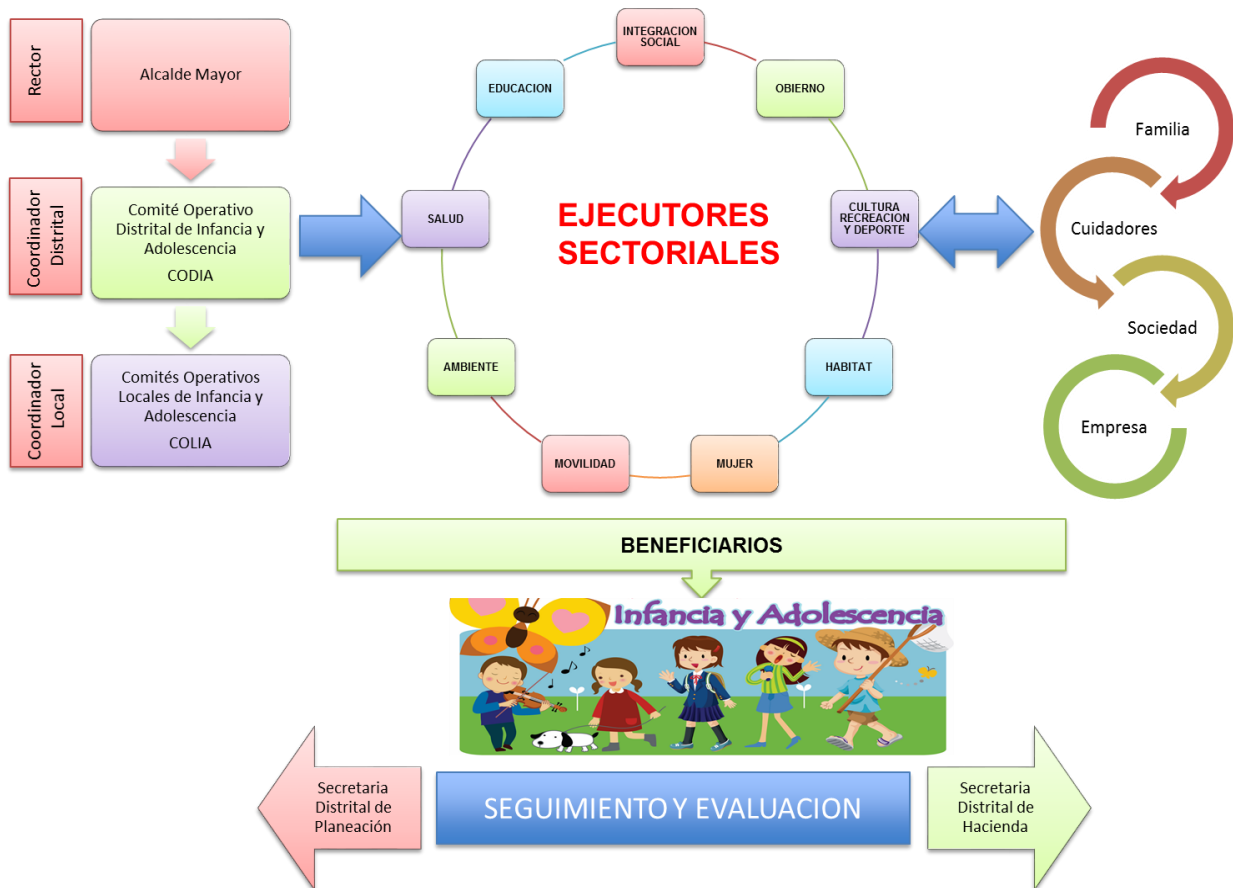 Rector
Alcalde Mayor
Coordinador
Distrital
Comité Operativo
Distrital de Infancia y
Adolescencia
CODIA
Coordinador
Local
Comités Operativos
Locales de Infancia y
Adolescencia
COLIA
INTEGRACION
SOCIAL
EDUCACION
OBIERNO
SALUD
EJECUTORES
SECTORIALES
CULTURA
RECREACION
Y DEPORTE
AMBIENTE
HABITAT
MOVILIDAD
MUJER
Familia
Cuidadores
Sociedad
Empresa
BENEFICIARIOS
Infancia y Adolescencia
Secretaria
Distrital de
Planeación
SEGUIMIENTO Y EVALUACION
Secretaria
Distrital de
Hacienda